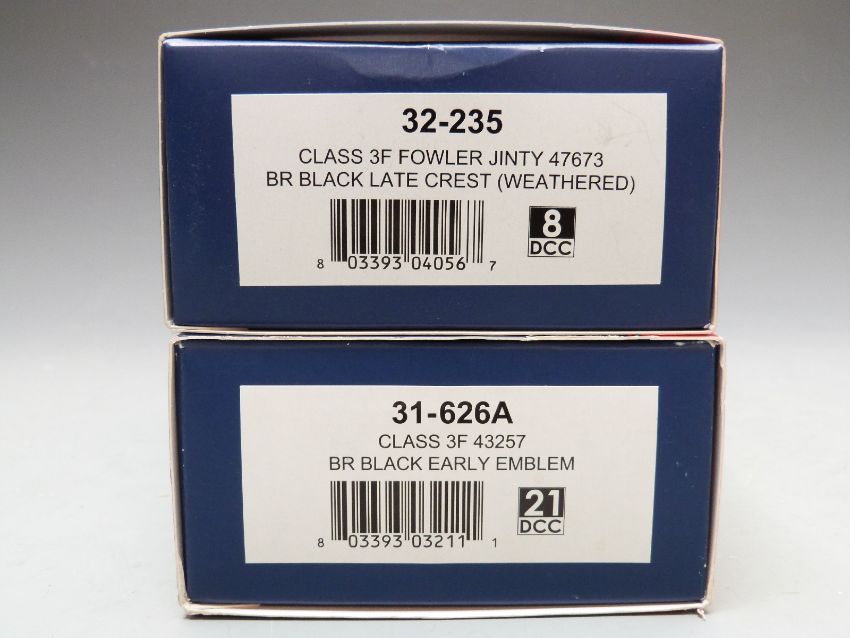 32-235
CLASS 3F FOWLER JINTY 47673
BR BLACK LATE CREST (WEATHERED)
8 DCC
8 03393 04056 7
31-626A
CLASS 3F 43257
BR BLACK EARLY EMBLEM
21 DCC
8 03393 03211 1